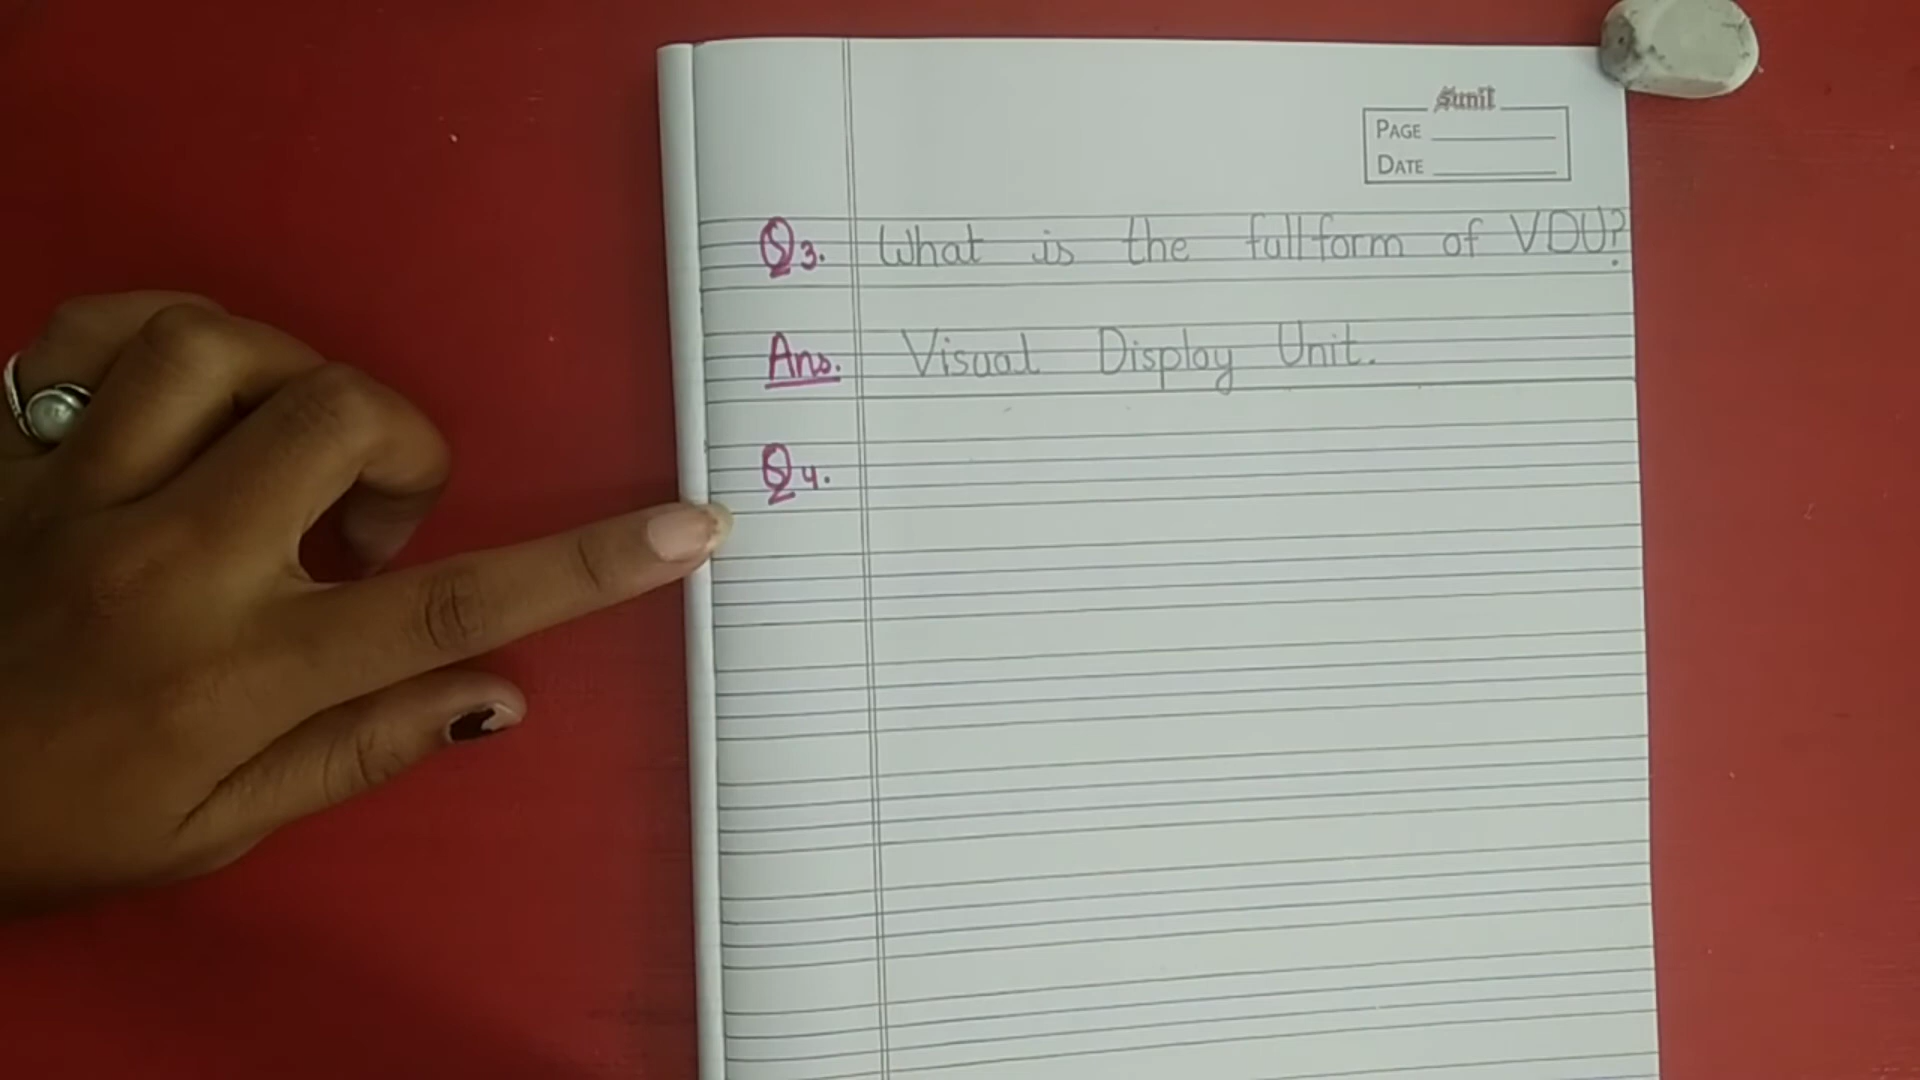 Sunil
PAGE
DATE
Q3. What is the fullform of VDU?
Ans. Visual Display Unit.
Q4.